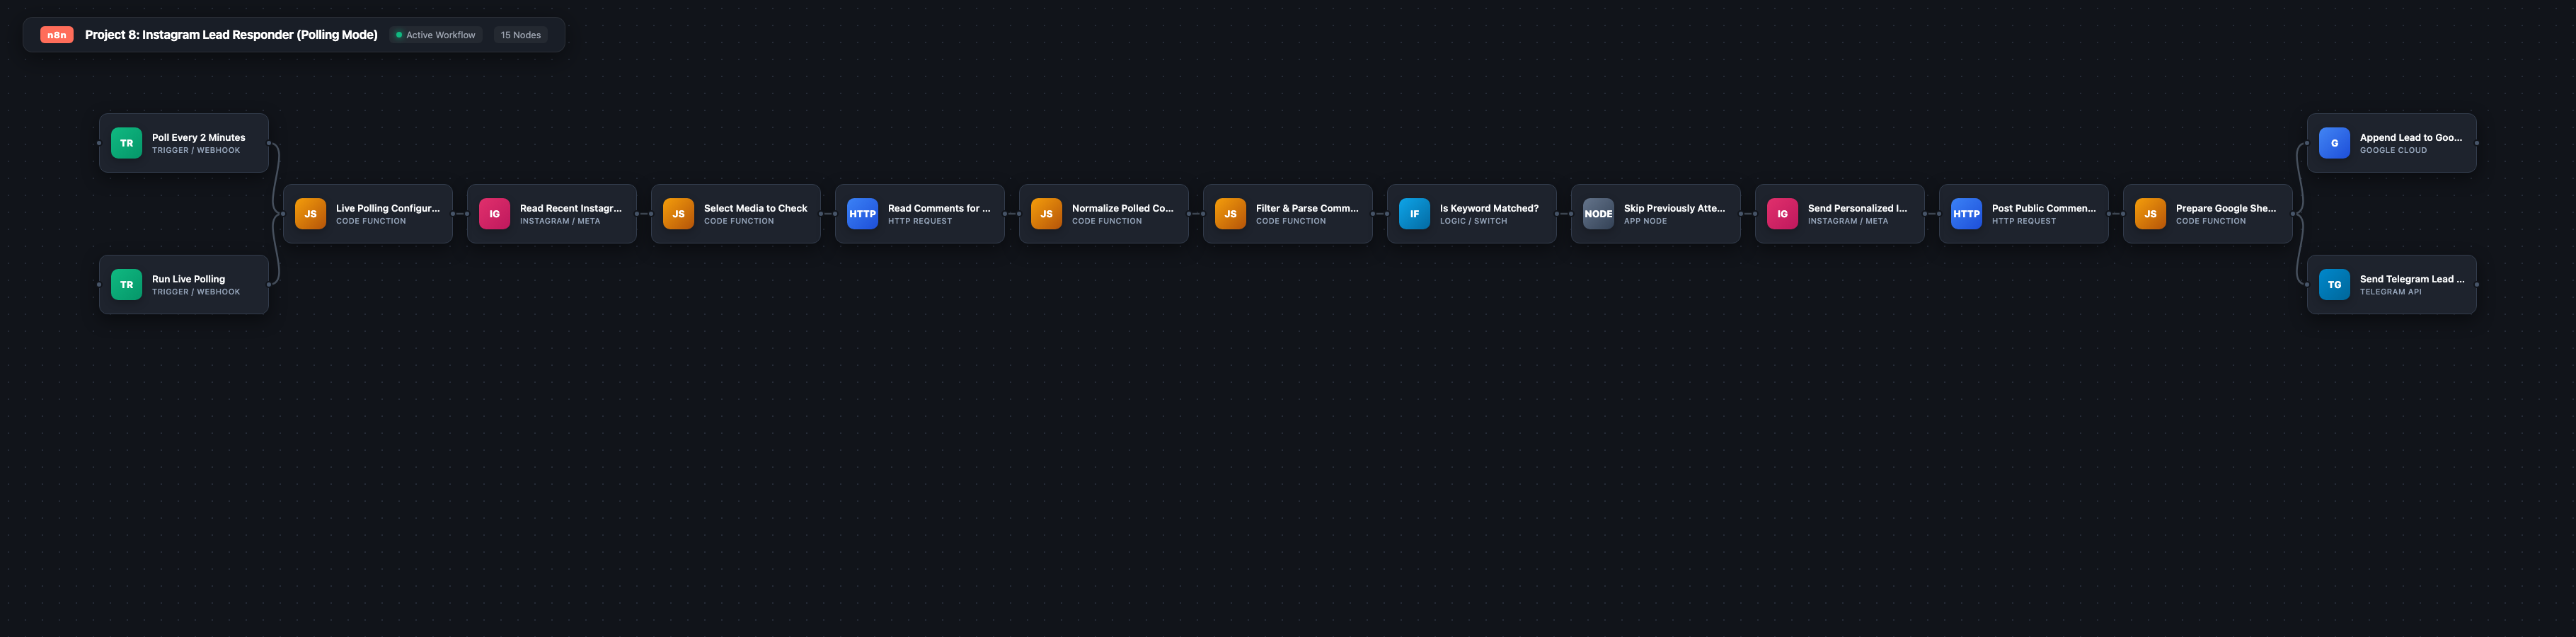 n8n Project 8: Instagram Lead Responder (Polling Mode) Active Workflow 15 Nodes
TR Poll Every 2 Minutes
TRIGGER / WEBHOOK
TR Run Live Polling
TRIGGER / WEBHOOK
JS Live Polling Configur...
CODE FUNCTION
IG Read Recent Instagr...
INSTAGRAM / META
JS Select Media to Check
CODE FUNCTION
HTTP Read Comments for ...
HTTP REQUEST
JS Normalize Polled Co...
CODE FUNCTION
JS Filter & Parse Comm...
CODE FUNCTION
IF Is Keyword Matched?
LOGIC / SWITCH
NODE Skip Previously Atte...
APP NODE
IG Send Personalized I...
INSTAGRAM / META
HTTP Post Public Commen...
HTTP REQUEST
JS Prepare Google She...
CODE FUNCTION
G Append Lead to Goo...
GOOGLE CLOUD
TG Send Telegram Lead ...
TELEGRAM API